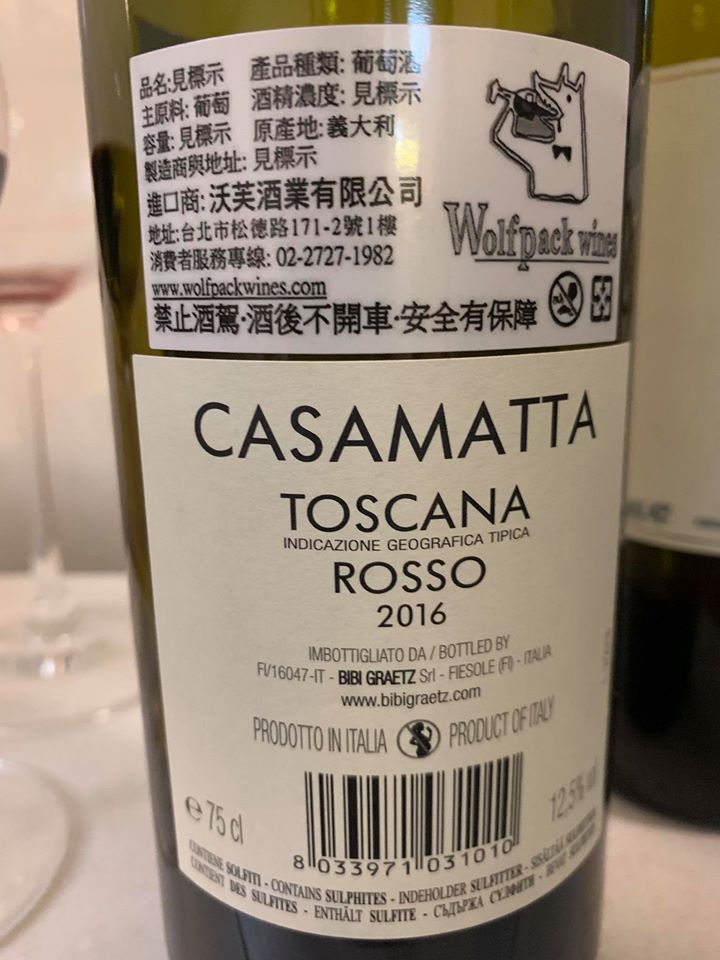 品名:見標示 產品種類: 葡萄酒
主原料: 葡萄 酒精濃度: 見標示
容量: 見標示 原產地: 義大利
製造商與地址: 見標示
進口商: 沃芙酒業有限公司
地址:台北市松德路171-2號1樓
消費者服務專線: 02-2727-1982
www.wolfpackwines.com
禁止酒駕·酒後不開車·安全有保障
Wolfpack wines
CASAMATTA
TOSCANA
INDICAZIONE GEOGRAFICA TIPICA
ROSSO
2016
IMBOTTIGLIATO DA / BOTTLED BY
FI/16047-IT - BIBI GRAETZ Srl - FIESOLE (FI) - ITALIA
www.bibigraetz.com
PRODOTTO IN ITALIA PRODUCT OF ITALY
e 75 cl 12,5% vol
8 033971 031010
CONTIENE SOLFITI - CONTAINS SULPHITES - INDEHOLDER SULFITTER - SISÄLTÄÄ
CONTIENT DES SULFITES - ENTHÄLT SULFITE - СЪДЪРЖА СУЛФИТИ